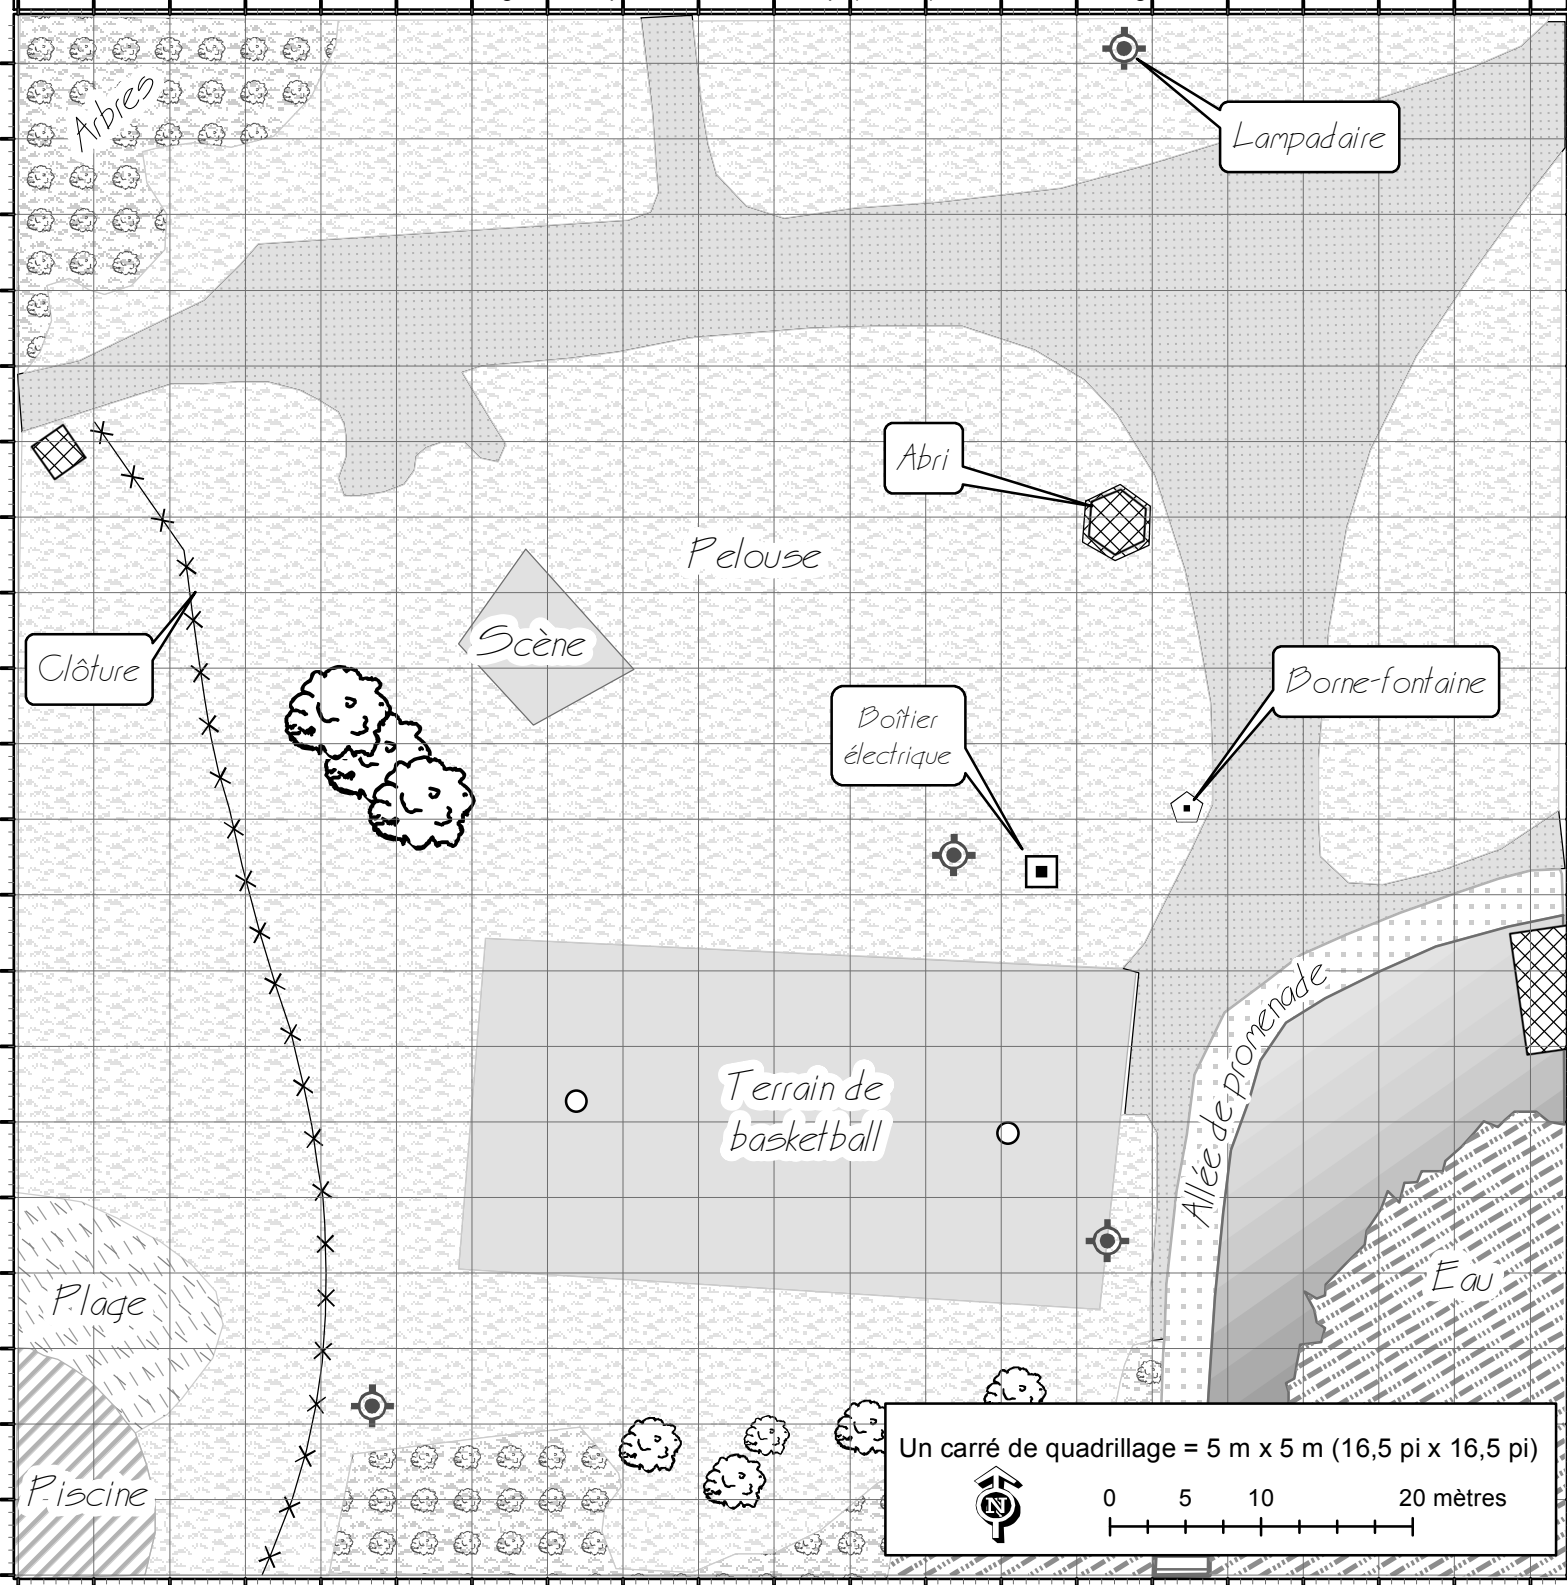 Arbres
Lampadaire
Abri
Pelouse
Scène
Clôture
Borne-fontaine
Boîtier
électrique
Allée de promenade
Terrain de
basketball
Eau
Plage
Piscine
Un carré de quadrillage = 5 m x 5 m (16,5 pi x 16,5 pi)
N
0 5 10 20 mètres